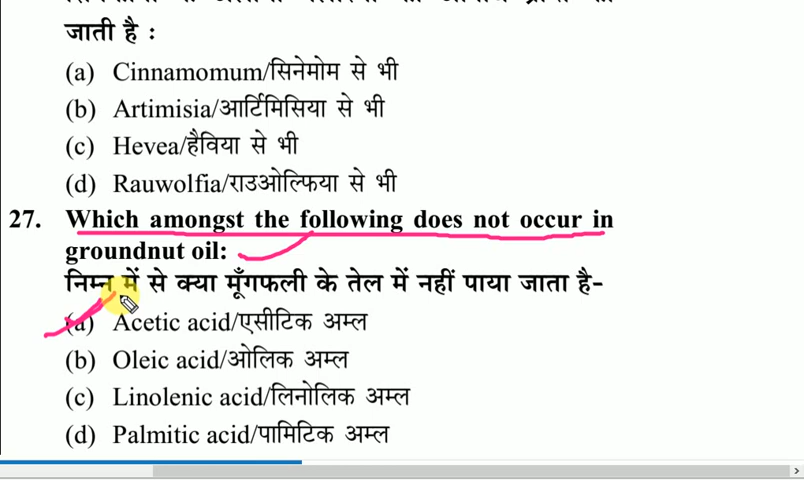 जाती है :
(a) Cinnamomum/सिनेमोम से भी
(b) Artimisia/आर्टिमिसिया से भी
(c) Hevea/हैविया से भी
(d) Rauwolfia/राउओल्फिया से भी
27. Which amongst the following does not occur in
groundnut oil:
निम्न में से क्या मूँगफली के तेल में नहीं पाया जाता है-
(a) Acetic acid/एसीटिक अम्ल
(b) Oleic acid/ओलिक अम्ल
(c) Linolenic acid/लिनोलिक अम्ल
(d) Palmitic acid/पामिटिक अम्ल